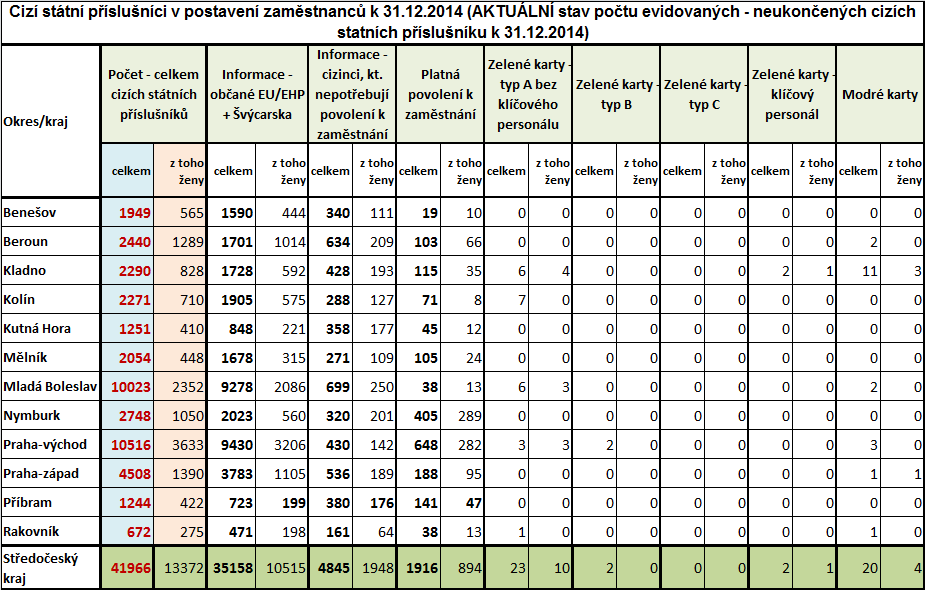 Cizí státní příslušníci v postavení zaměstnanců k 31.12.2014 (AKTUÁLNÍ stav počtu evidovaných - neukončených cizích
statních příslušníku k 31.12.2014)
Okres/kraj
Počet - celkem
cizích státních
příslušníků
Informace -
občané EU/EHP
+ Švýcarska
Informace -
cizinci, kt.
nepotřebují
povolení k
zaměstnání
Platná
povolení k
zaměstnání
Zelené karty -
typ A bez
klíčového
personálu
Zelené karty -
typ B
Zelené karty -
typ C
Zelené karty -
klíčový
personál
Modré karty
celkem z toho ženy celkem z toho ženy celkem z toho ženy celkem z toho ženy celkem z toho ženy celkem z toho ženy celkem z toho ženy celkem z toho ženy celkem z toho ženy
Benešov 1949 565 1590 444 340 111 19 10 0 0 0 0 0 0 0 0 0 0
Beroun 2440 1289 1701 1014 634 209 103 66 0 0 0 0 0 0 0 0 2 0
Kladno 2290 828 1728 592 428 193 115 35 6 4 0 0 0 0 2 1 11 3
Kolín 2271 710 1905 575 288 127 71 8 7 0 0 0 0 0 0 0 0 0
Kutná Hora 1251 410 848 221 358 177 45 12 0 0 0 0 0 0 0 0 0 0
Mělník 2054 448 1678 315 271 109 105 24 0 0 0 0 0 0 0 0 0 0
Mladá Boleslav 10023 2352 9278 2086 699 250 38 13 6 3 0 0 0 0 0 0 2 0
Nymburk 2748 1050 2023 560 320 201 405 289 0 0 0 0 0 0 0 0 0 0
Praha-východ 10516 3633 9430 3206 430 142 648 282 3 3 2 0 0 0 0 0 3 0
Praha-západ 4508 1390 3783 1105 536 189 188 95 0 0 0 0 0 0 0 0 1 1
Příbram 1244 422 723 199 380 176 141 47 0 0 0 0 0 0 0 0 0 0
Rakovník 672 275 471 198 161 64 38 13 1 0 0 0 0 0 0 0 1 0
Středočeský
kraj 41966 13372 35158 10515 4845 1948 1916 894 23 10 2 0 0 0 2 1 20 4